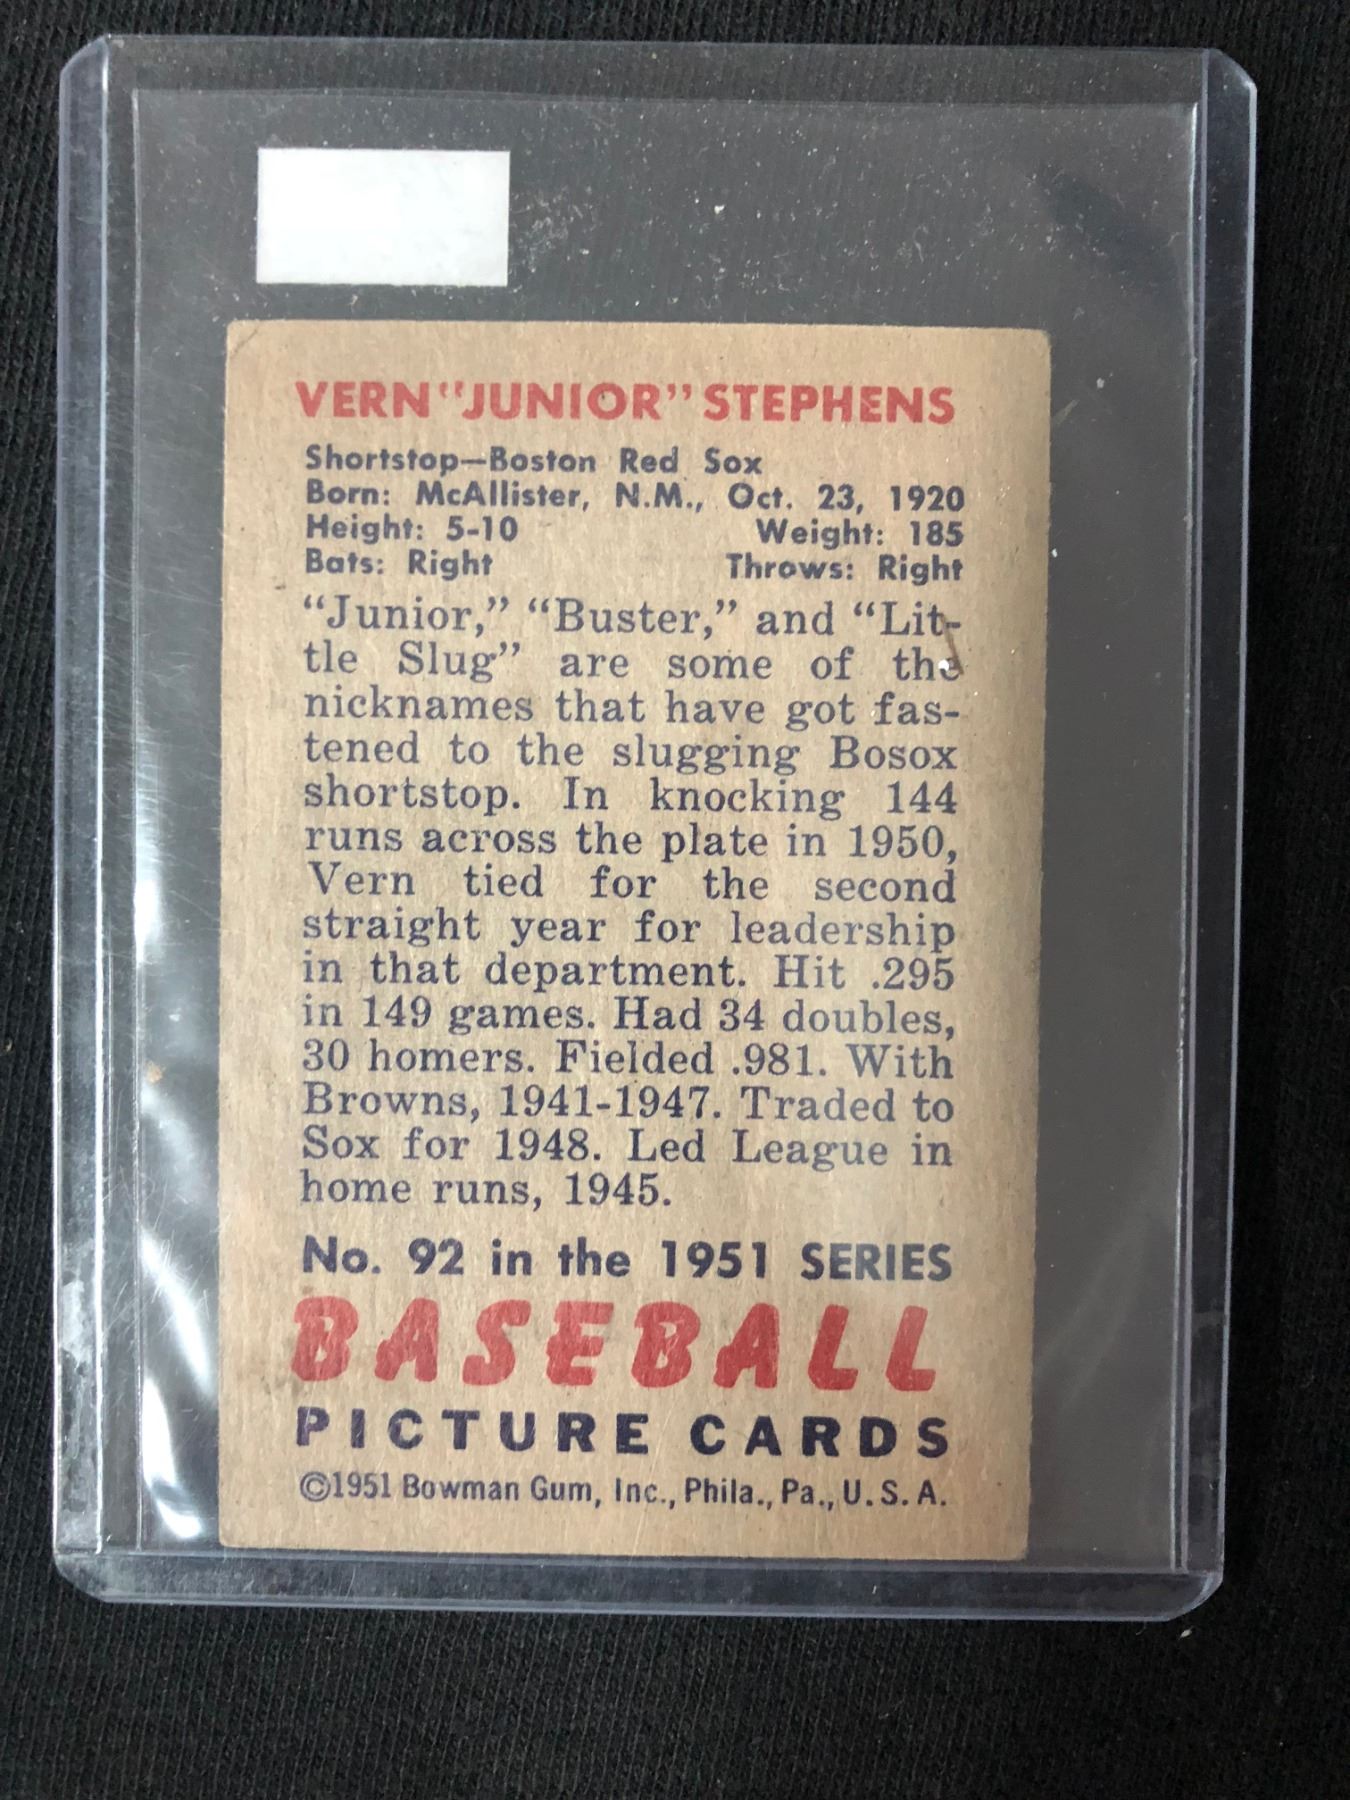 VERN "JUNIOR" STEPHENS
Shortstop—Boston Red Sox
Born: McAllister, N.M., Oct. 23, 1920
Height: 5-10 Weight: 185
Bats: Right Throws: Right
"Junior," "Buster," and "Lit-
tle Slug" are some of the
nicknames that have got fas-
tened to the slugging Bosox
shortstop. In knocking 144
runs across the plate in 1950,
Vern tied for the second
straight year for leadership
in that department. Hit .295
in 149 games. Had 34 doubles,
30 homers. Fielded .981. With
Browns, 1941-1947. Traded to
Sox for 1948. Led League in
home runs, 1945.
No. 92 in the 1951 SERIES
BASEBALL
PICTURE CARDS
©1951 Bowman Gum, Inc., Phila., Pa., U.S.A.